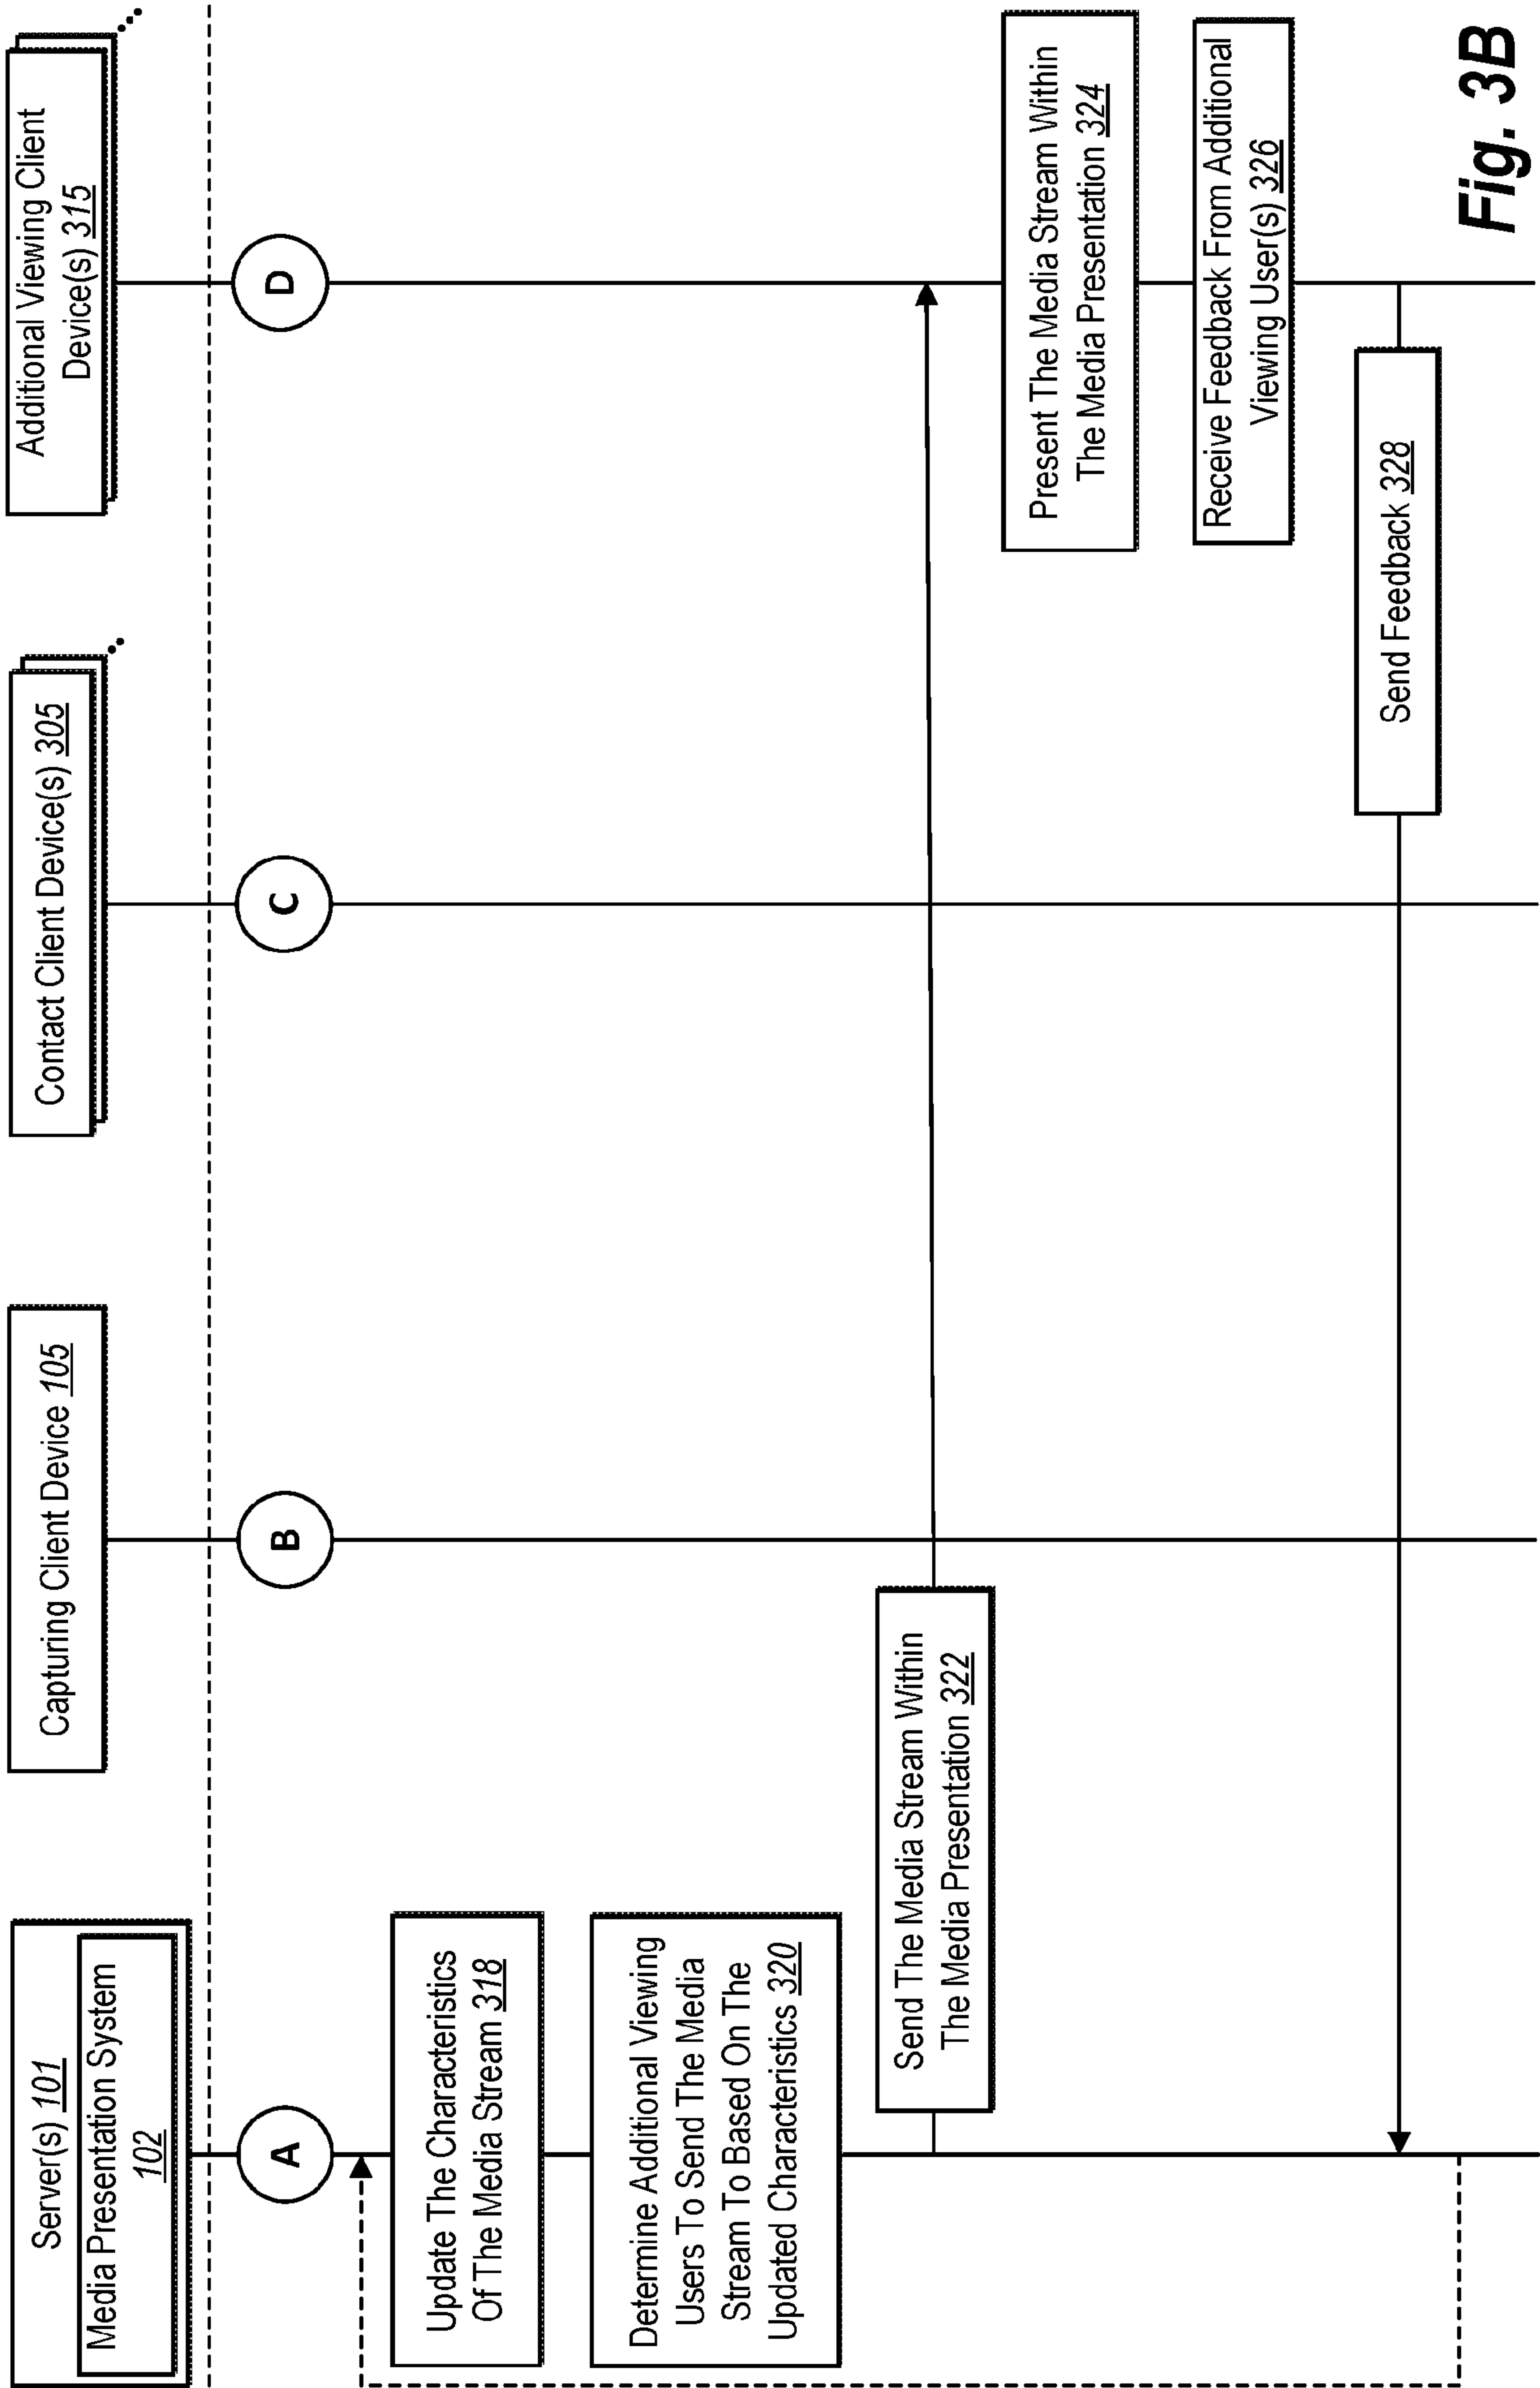 Server(s) 101
Media Presentation System
102
Capturing Client Device 105
Contact Client Device(s) 305
Additional Viewing Client
Device(s) 315
A
B
C
D
Update The Characteristics
Of The Media Stream 318
Determine Additional Viewing
Users To Send The Media
Stream To Based On The
Updated Characteristics 320
Send The Media Stream Within
The Media Presentation 322
Present The Media Stream Within
The Media Presentation 324
Receive Feedback From Additional
Viewing User(s) 326
Send Feedback 328
Fig. 3B